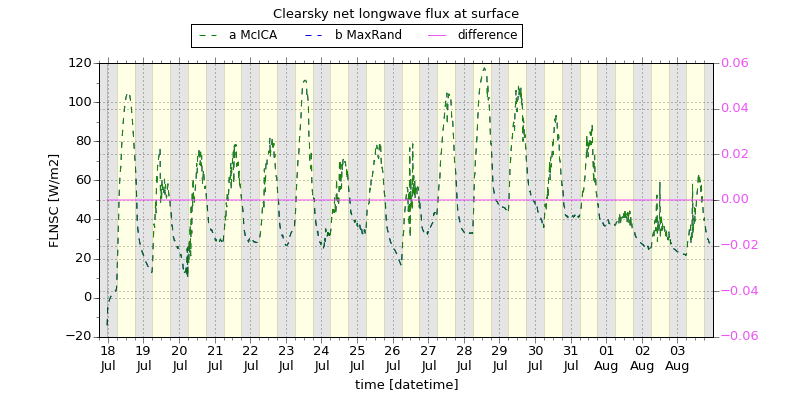 Clearsky net longwave flux at surface
a McICA b MaxRand difference
120 0.06
100 0.04
80 0.02
60 0.00
40 −0.02
20 −0.04
0 −0.06
−20
FLNSC [W/m2]
18 19 20 21 22 23 24 25 26 27 28 29 30 31 01 02 03
Jul Jul Jul Jul Jul Jul Jul Jul Jul Jul Jul Jul Jul Jul Aug Aug Aug
time [datetime]